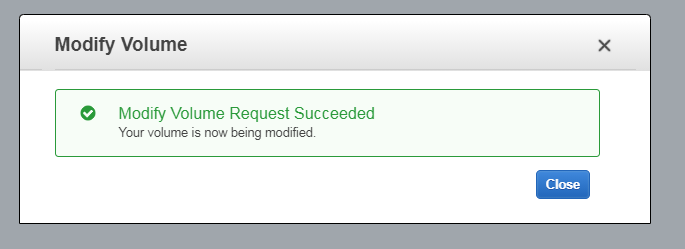 Modify Volume
Modify Volume Request Succeeded
Your volume is now being modified.
Close